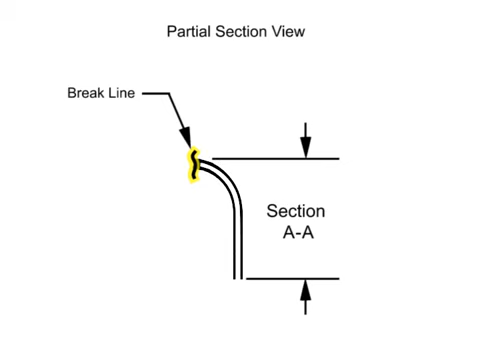 Partial Section View
Break Line
Section
A-A